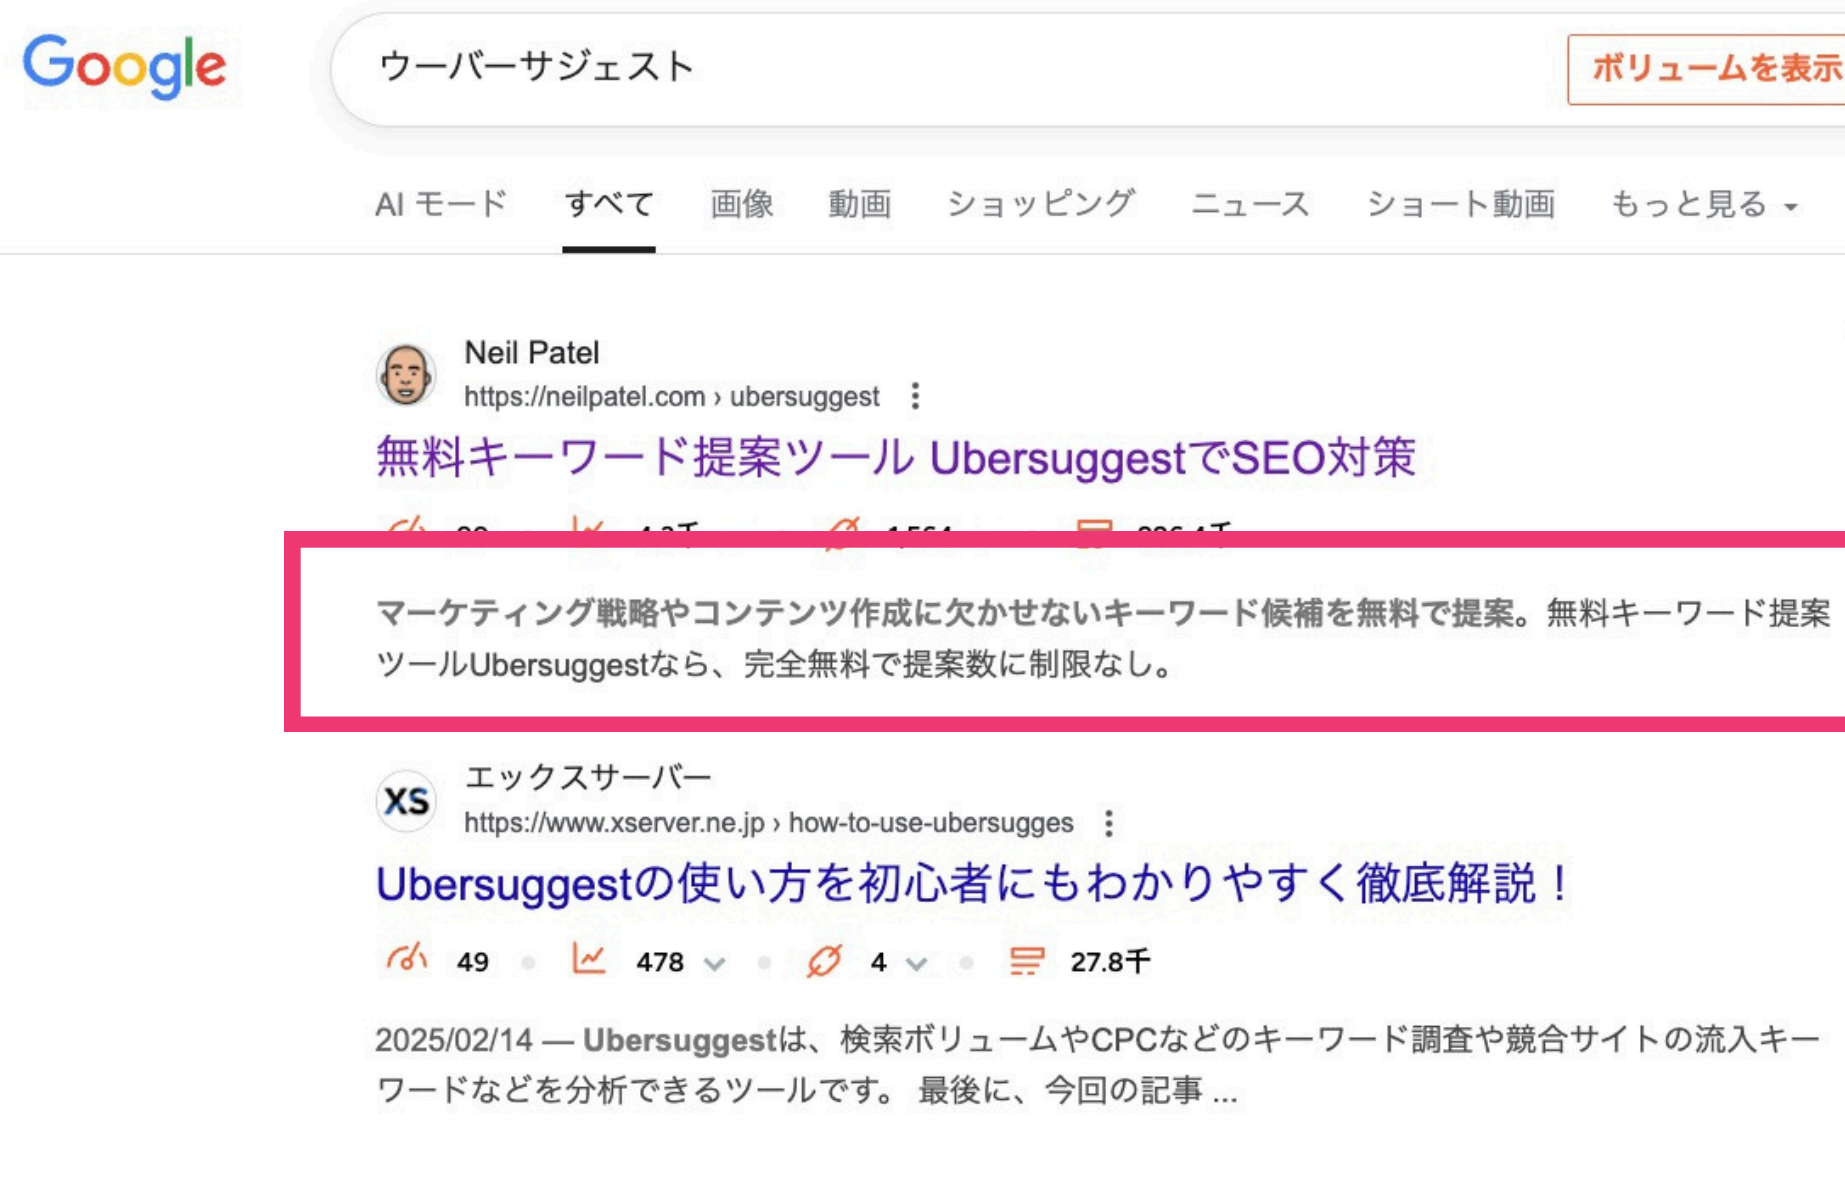 Google
ウーバーサジェスト
ボリュームを表示
AI モード すべて 画像 動画 ショッピング ニュース ショート動画 もっと見る
Neil Patel
https://neilpatel.com › ubersuggest
無料キーワード提案ツール UbersuggestでSEO対策
マーケティング戦略やコンテンツ作成に欠かせないキーワード候補を無料で提案。無料キーワード提案
ツールUbersuggestなら、完全無料で提案数に制限なし。
XS
エックスサーバー
https://www.xserver.ne.jp › how-to-use-ubersugges
Ubersuggestの使い方を初心者にもわかりやすく徹底解説！
49 478 4 27.8千
2025/02/14 — Ubersuggestは、検索ボリュームやCPCなどのキーワード調査や競合サイトの流入キー
ワードなどを分析できるツールです。 最後に、今回の記事 ...